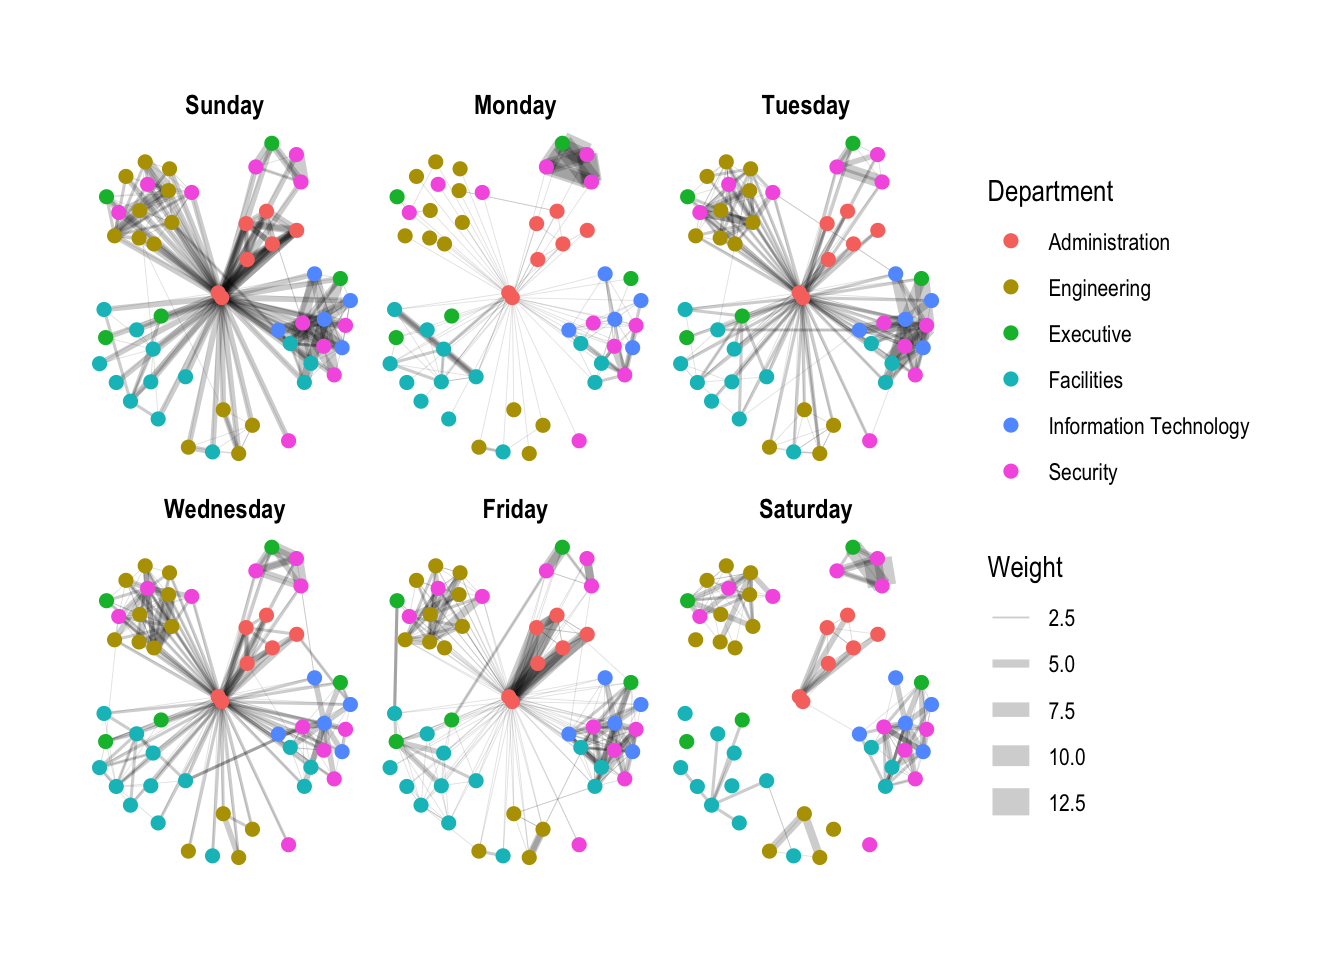 Sunday
Monday
Tuesday
Wednesday
Friday
Saturday
Department
Administration
Engineering
Executive
Facilities
Information Technology
Security
Weight
2.5
5.0
7.5
10.0
12.5